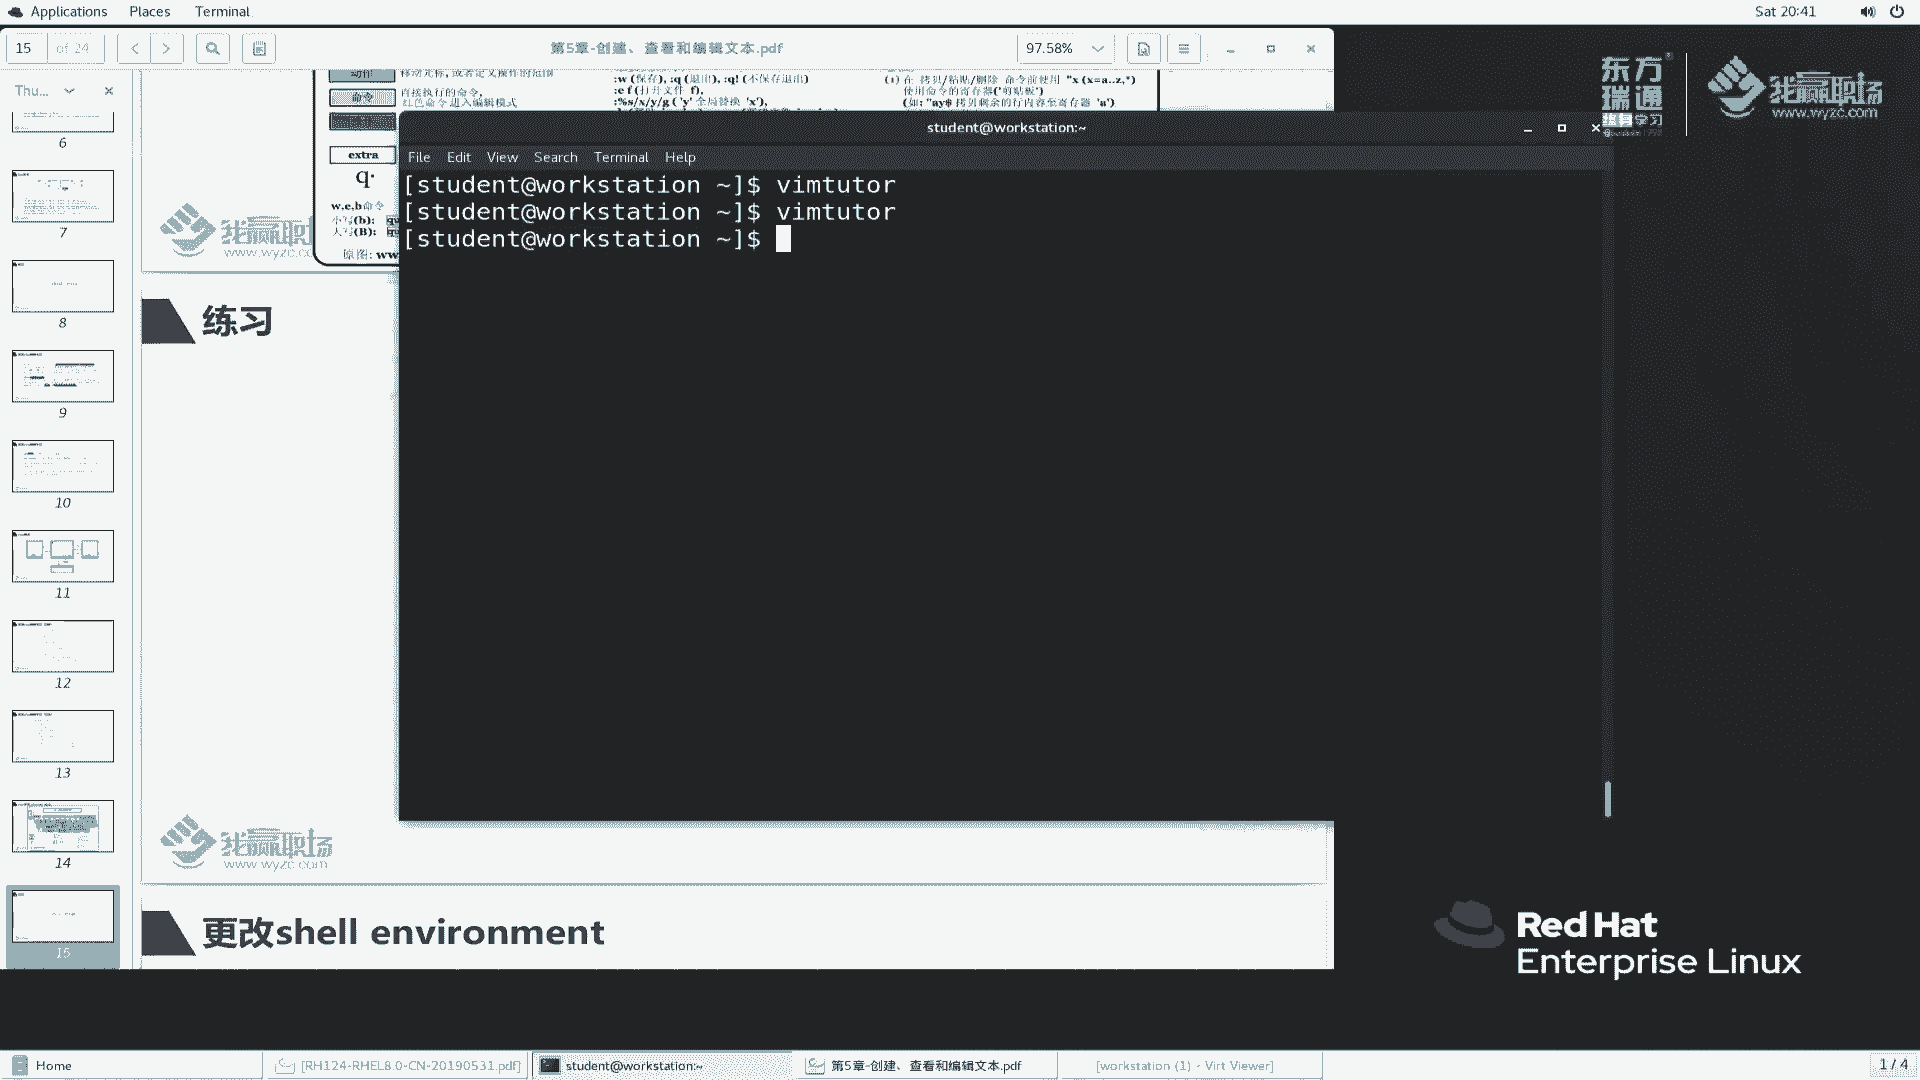 Applications Places Terminal Sat 20:41
15 of 24 第5章-创建、查看和编辑文本.pdf 97.58%
Thu...
6
7
8
9
10
11
12
13
14
15
动作 移动光标, 或者定义操作的范围
命令 直接执行的命令,
红色命令 进入编辑模式
:w (保存), :q (退出), :q! (不保存退出)
:e f (打开文件 f),
:%s/x/y/g ('y' 全局替换 'x'),
(1) 在 拷贝/粘贴/删除 命令前使用 "x (x=a..z,*)
使用命令的寄存器('剪贴板')
(如: "ay$ 拷贝剩余的行内容至寄存器 'a')
extra
q·
w,e,b命令
小写(b):
大写(B):
原图: www
我赢职场
www.wyzc.com
练习
student@workstation:~
File Edit View Search Terminal Help
[student@workstation ~]$ vimtutor
[student@workstation ~]$ vimtutor
[student@workstation ~]$
东方瑞通
终身学习
我赢职场
www.wyzc.com
我赢职场
www.wyzc.com
更改shell environment
Red Hat
Enterprise Linux
Home [RH124-RHEL8.0-CN-20190531.pdf] student@workstation:~ 第5章-创建、查看和编辑文本.pdf [workstation (1) - Virt Viewer] 1 / 4